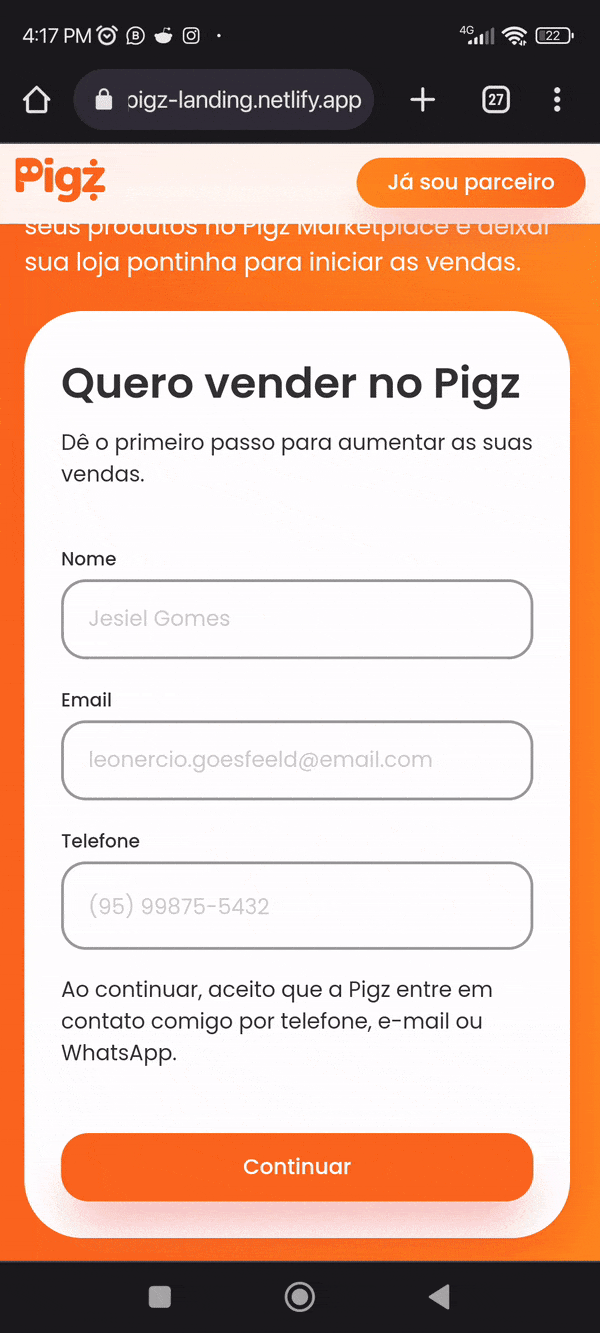 4:17 PM
4G
22
pigz-landing.netlify.app
27
Pigz
Já sou parceiro
seus produtos no Pigz Marketplace e deixar
sua loja pontinha para iniciar as vendas.
Quero vender no Pigz
Dê o primeiro passo para aumentar as suas
vendas.
Nome
Jesiel Gomes
Email
leonercio.goesfeeld@email.com
Telefone
(95) 99875-5432
Ao continuar, aceito que a Pigz entre em
contato comigo por telefone, e-mail ou
WhatsApp.
Continuar